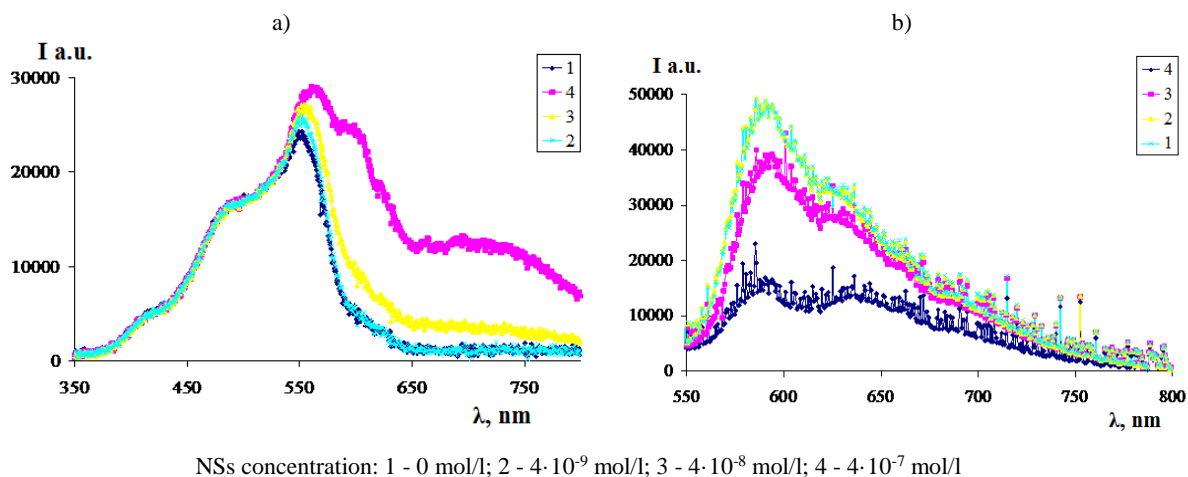 a)
I a.u.
30000
20000
10000
0
350 450 550 650 750
λ, nm
1
4
3
2
b)
I a.u.
50000
40000
30000
20000
10000
0
550 600 650 700 750 800
λ, nm
4
3
2
1
NSs concentration: 1 - 0 mol/l; 2 - 4·10⁻⁹ mol/l; 3 - 4·10⁻⁸ mol/l; 4 - 4·10⁻⁷ mol/l